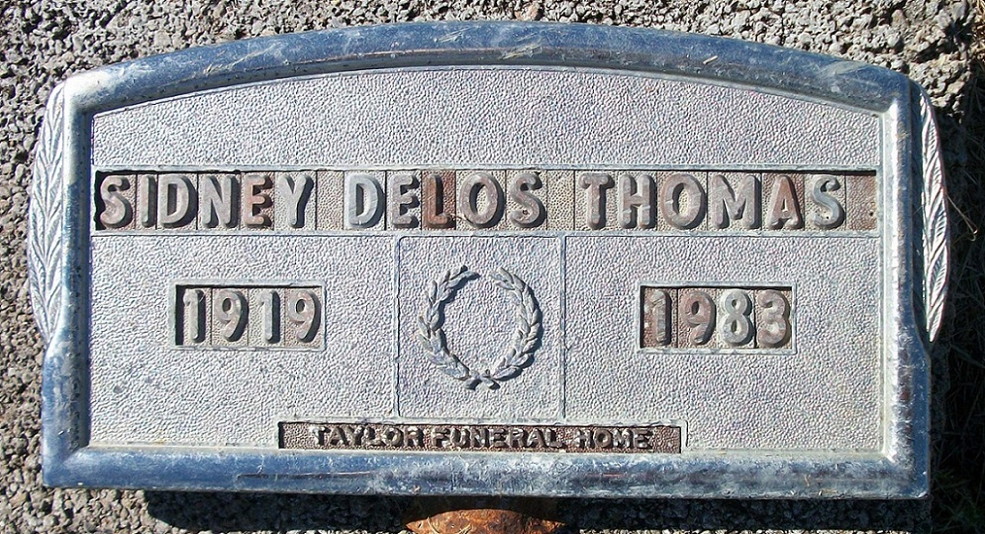 SIDNEY DELOS THOMAS
1919 1983
TAYLOR FUNERAL HOME